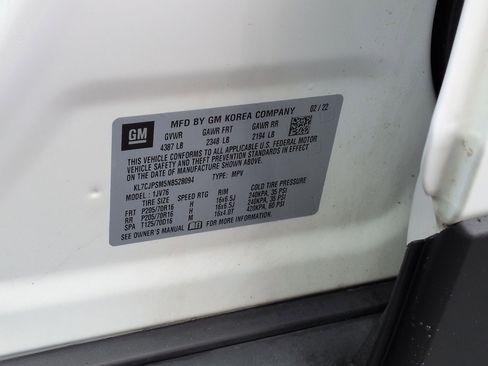 MFD BY GM KOREA COMPANY 02/22
GM
GVWR GAWR FRT GAWR RR
4387 LB 2348 LB 2194 LB
THIS VEHICLE CONFORMS TO ALL APPLICABLE U.S. FEDERAL MOTOR
VEHICLE SAFETY AND THEFT PREVENTION STANDARDS IN EFFECT
ON THE DATE OF MANUFACTURE SHOWN ABOVE.
KL7CJPSM5NB528094 TYPE: MPV
MODEL: 1JV76
TIRE SIZE SPEED RTG RIM COLD TIRE PRESSURE
FRT P205/70R16 H 16x6.5J 240KPA, 35 PSI
RR P205/70R16 H 16x6.5J 240KPA, 35 PSI
SPA T125/70D16 M 16x4.0T 420KPA, 60 PSI
SEE OWNER'S MANUAL